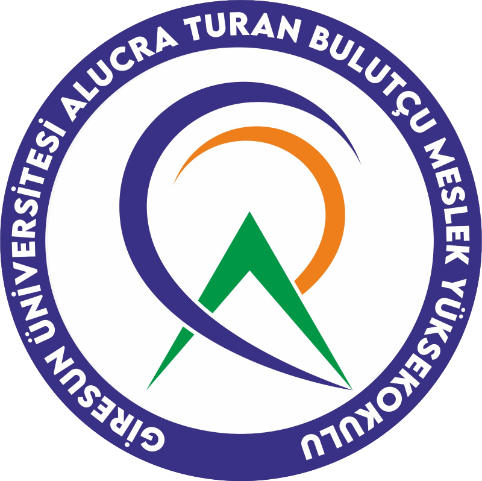 GİRESUN ÜNİVERSİTESİ ALUCRA TURAN BULUTÇU MESLEK YÜKSEKOKULU